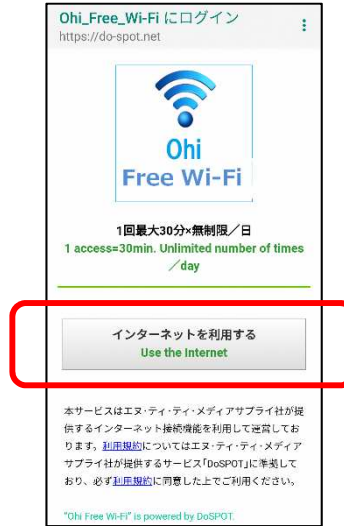 Ohi_Free_Wi-Fi にログイン
https://do-spot.net
Ohi
Free Wi-Fi
1回最大30分×無制限／日
1 access=30min. Unlimited number of times
／day
インターネットを利用する
Use the Internet
本サービスはエヌ･ティ･ティ･メディアサプライ社が提
供するインターネット接続機能を利用して運営してお
ります。利用規約についてはエヌ･ティ･ティ･メディア
サプライ社が提供するサービス｢DoSPOT｣に準拠して
おり、必ず利用規約に同意した上でご利用ください。
"Ohi Free Wi-Fi" is powered by DoSPOT.